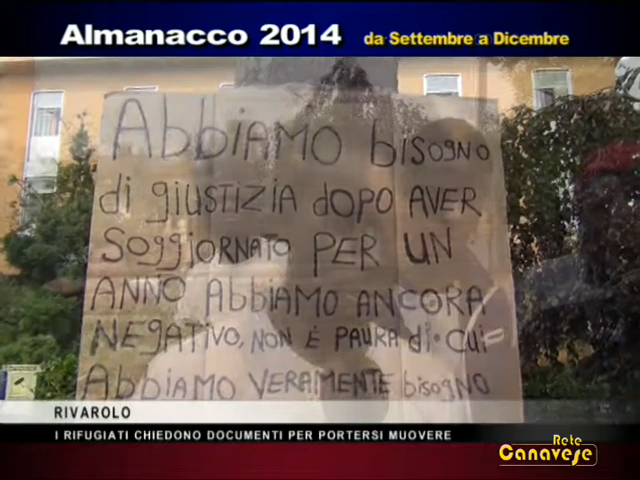 Almanacco 2014 da Settembre a Dicembre
Abbiamo bisogno
di giustizia dopo aver
soggiornato per un
anno abbiamo ancora
negativo, non è paura di cui
abbiamo veramente bisogno
RIVAROLO
I RIFUGIATI CHIEDONO DOCUMENTI PER PORTERSI MUOVERE
Rete
Canavese